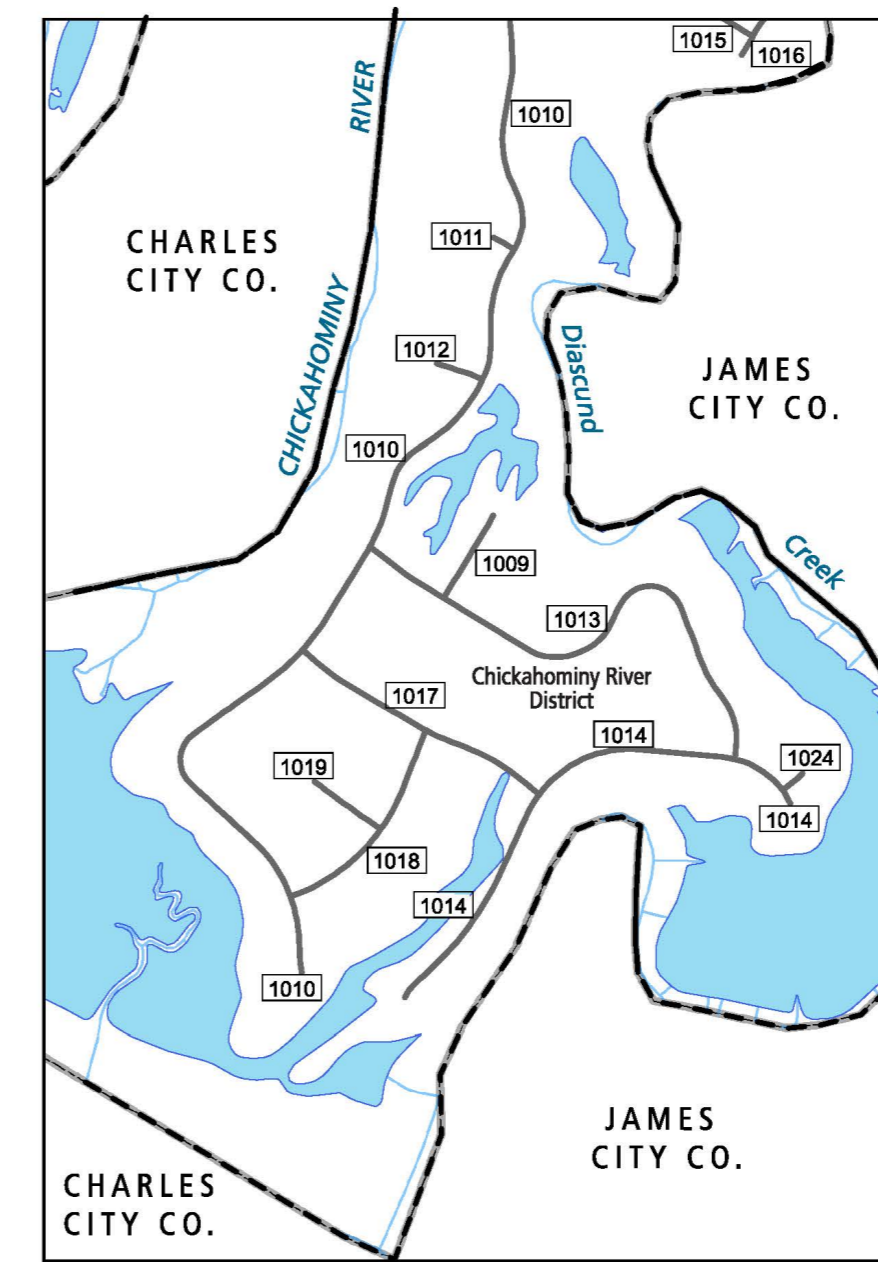 1015
1016
1010
RIVER
CHARLES
CITY CO.
1011
CHICKAHOMINY
1012
Diascund
JAMES
CITY CO.
1010
Creek
1009
1013
Chickahominy River
District
1017
1014
1019
1024
1014
1018
1014
1010
JAMES
CITY CO.
CHARLES
CITY CO.